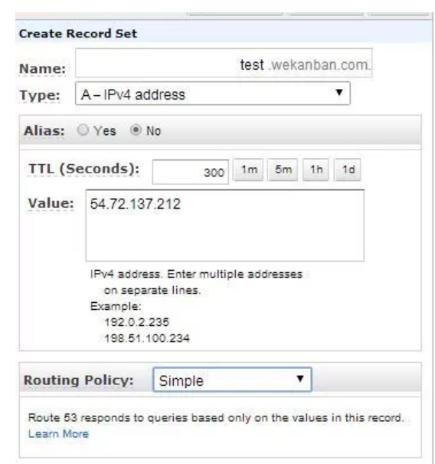 Create Record Set
Name: test .wekanban.com.
Type: A – IPv4 address
Alias: Yes No
TTL (Seconds): 300 1m 5m 1h 1d
Value: 54.72.137.212
IPv4 address. Enter multiple addresses
on separate lines.
Example:
192.0.2.235
198.51.100.234
Routing Policy: Simple
Route 53 responds to queries based only on the values in this record.
Learn More